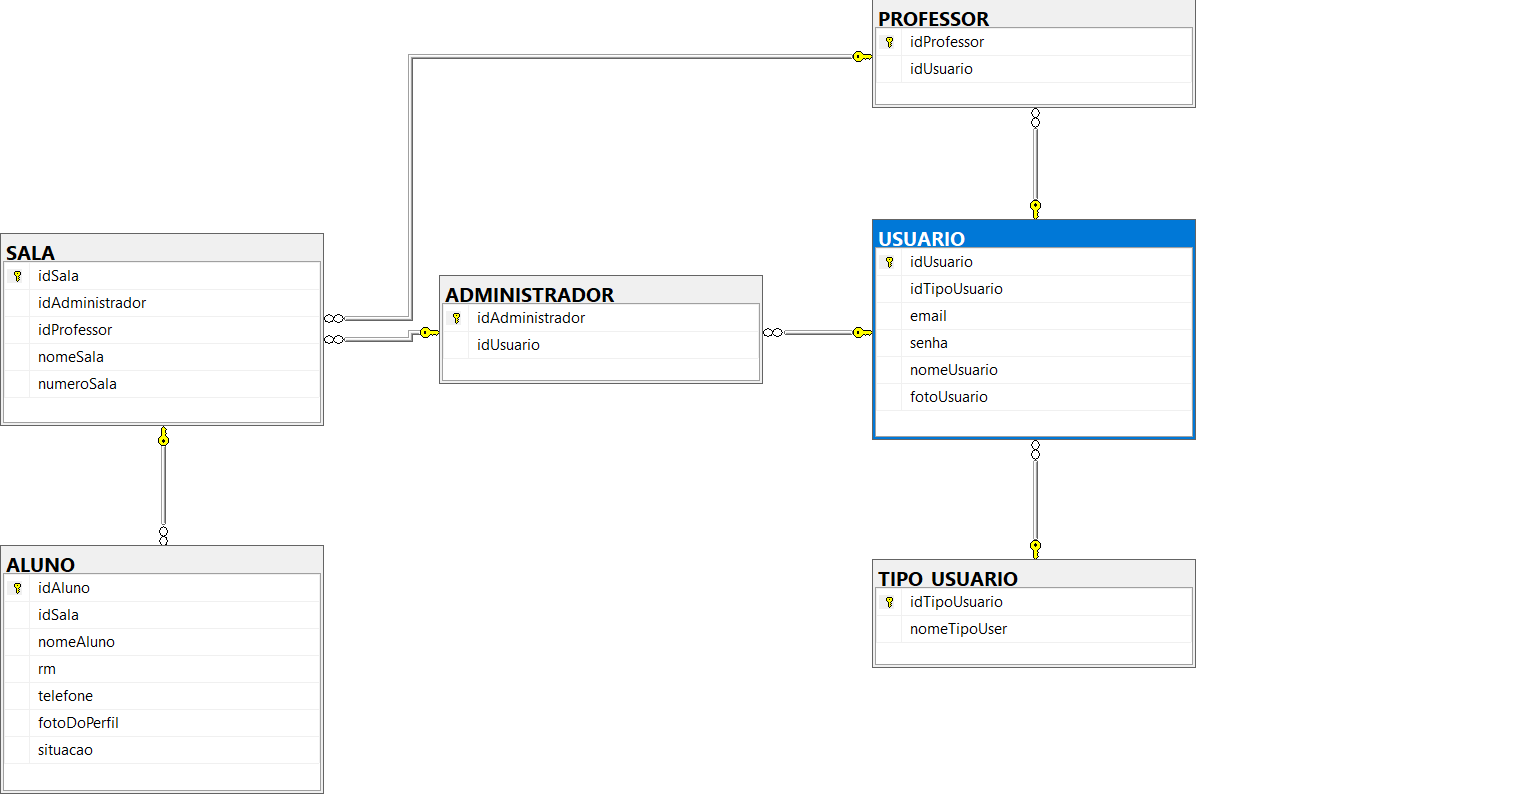 PROFESSOR
idProfessor
idUsuario
SALA
idSala
idAdministrador
idProfessor
nomeSala
numeroSala
ADMINISTRADOR
idAdministrador
idUsuario
USUARIO
idUsuario
idTipoUsuario
email
senha
nomeUsuario
fotoUsuario
ALUNO
idAluno
idSala
nomeAluno
rm
telefone
fotoDoPerfil
situacao
TIPO_USUARIO
idTipoUsuario
nomeTipoUser